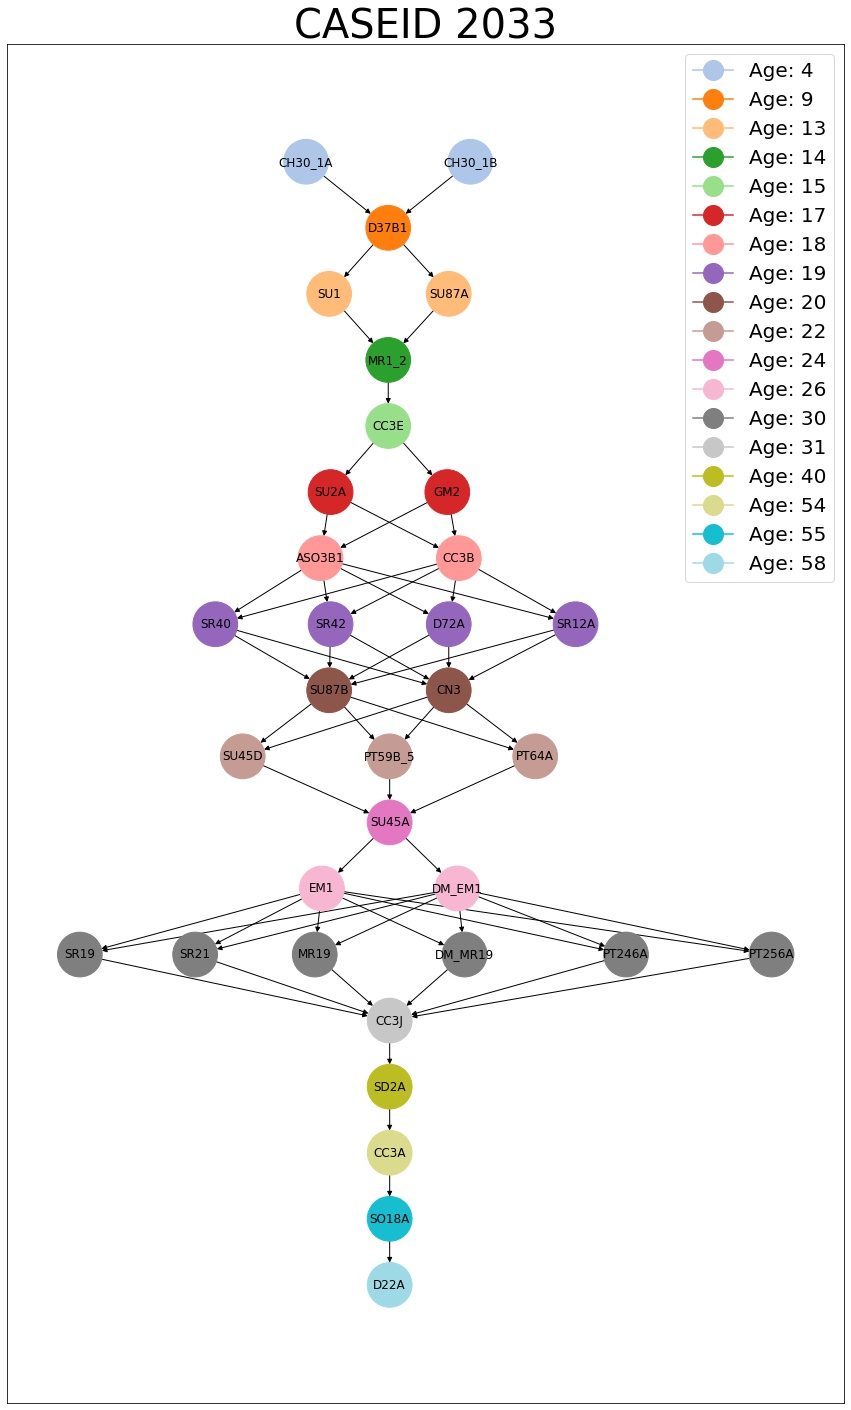 CASEID 2033
Age: 4
Age: 9
Age: 13
Age: 14
Age: 15
Age: 17
Age: 18
Age: 19
Age: 20
Age: 22
Age: 24
Age: 26
Age: 30
Age: 31
Age: 40
Age: 54
Age: 55
Age: 58
CH30_1A CH30_1B
D37B1
SU1 SU87A
MR1_2
CC3E
SU2A GM2
ASO3B1 CC3B
SR40 SR42 D72A SR12A
SU87B CN3
SU45D PT59B_5 PT64A
SU45A
EM1 DM_EM1
SR19 SR21 MR19 DM_MR19 PT246A PT256A
CC3J
SD2A
CC3A
SO18A
D22A